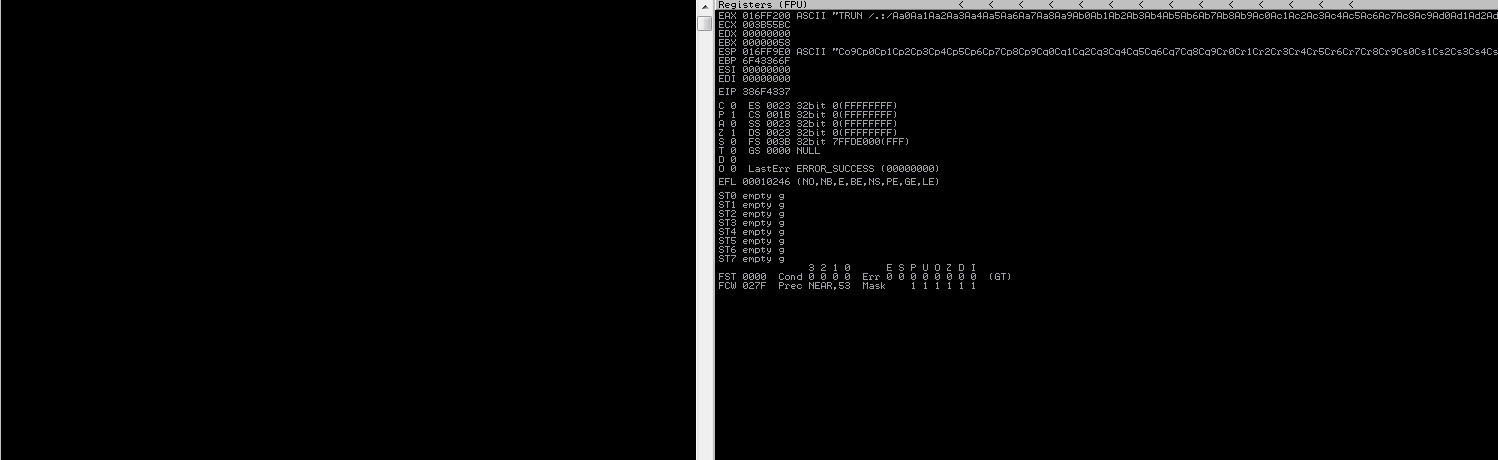 Registers (FPU) < < < < < < < < < < < < < <
EAX 016FF200 ASCII "TRUN /.:/Aa0Aa1Aa2Aa3Aa4Aa5Aa6Aa7Aa8Aa9Ab0Ab1Ab2Ab3Ab4Ab5Ab6Ab7Ab8Ab9Ac0Ac1Ac2Ac3Ac4Ac5Ac6Ac7Ac8Ac9Ad0Ad1Ad2Ad
ECX 003B55BC
EDX 00000000
EBX 00000058
ESP 016FF9E0 ASCII "Co9Cp0Cp1Cp2Cp3Cp4Cp5Cp6Cp7Cp8Cp9Cq0Cq1Cq2Cq3Cq4Cq5Cq6Cq7Cq8Cq9Cr0Cr1Cr2Cr3Cr4Cr5Cr6Cr7Cr8Cr9Cs0Cs1Cs2Cs3Cs4Cs
EBP 6F43366F
ESI 00000000
EDI 00000000
EIP 386F4337
C 0 ES 0023 32bit 0(FFFFFFFF)
P 1 CS 001B 32bit 0(FFFFFFFF)
A 0 SS 0023 32bit 0(FFFFFFFF)
Z 1 DS 0023 32bit 0(FFFFFFFF)
S 0 FS 003B 32bit 7FFDE000(FFF)
T 0 GS 0000 NULL
D 0
O 0 LastErr ERROR_SUCCESS (00000000)
EFL 00010246 (NO,NB,E,BE,NS,PE,GE,LE)
ST0 empty g
ST1 empty g
ST2 empty g
ST3 empty g
ST4 empty g
ST5 empty g
ST6 empty g
ST7 empty g
3 2 1 0 E S P U O Z D I
FST 0000 Cond 0 0 0 0 Err 0 0 0 0 0 0 0 0 (GT)
FCW 027F Prec NEAR,53 Mask 1 1 1 1 1 1